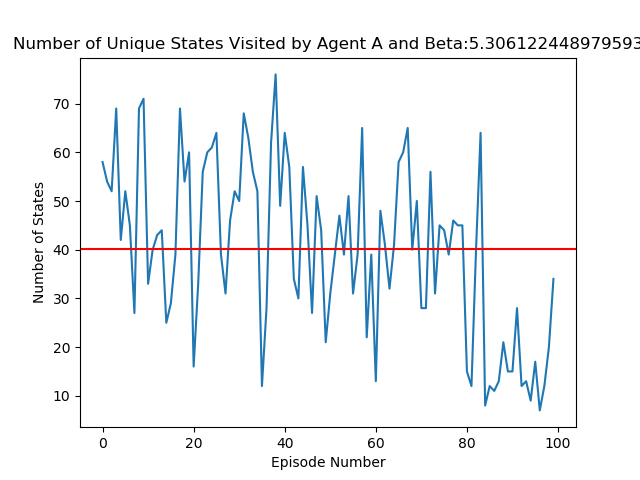 Number of Unique States Visited by Agent A and Beta:5.306122448979593
70
60
50
40
30
20
10
Number of States
0 20 40 60 80 100
Episode Number